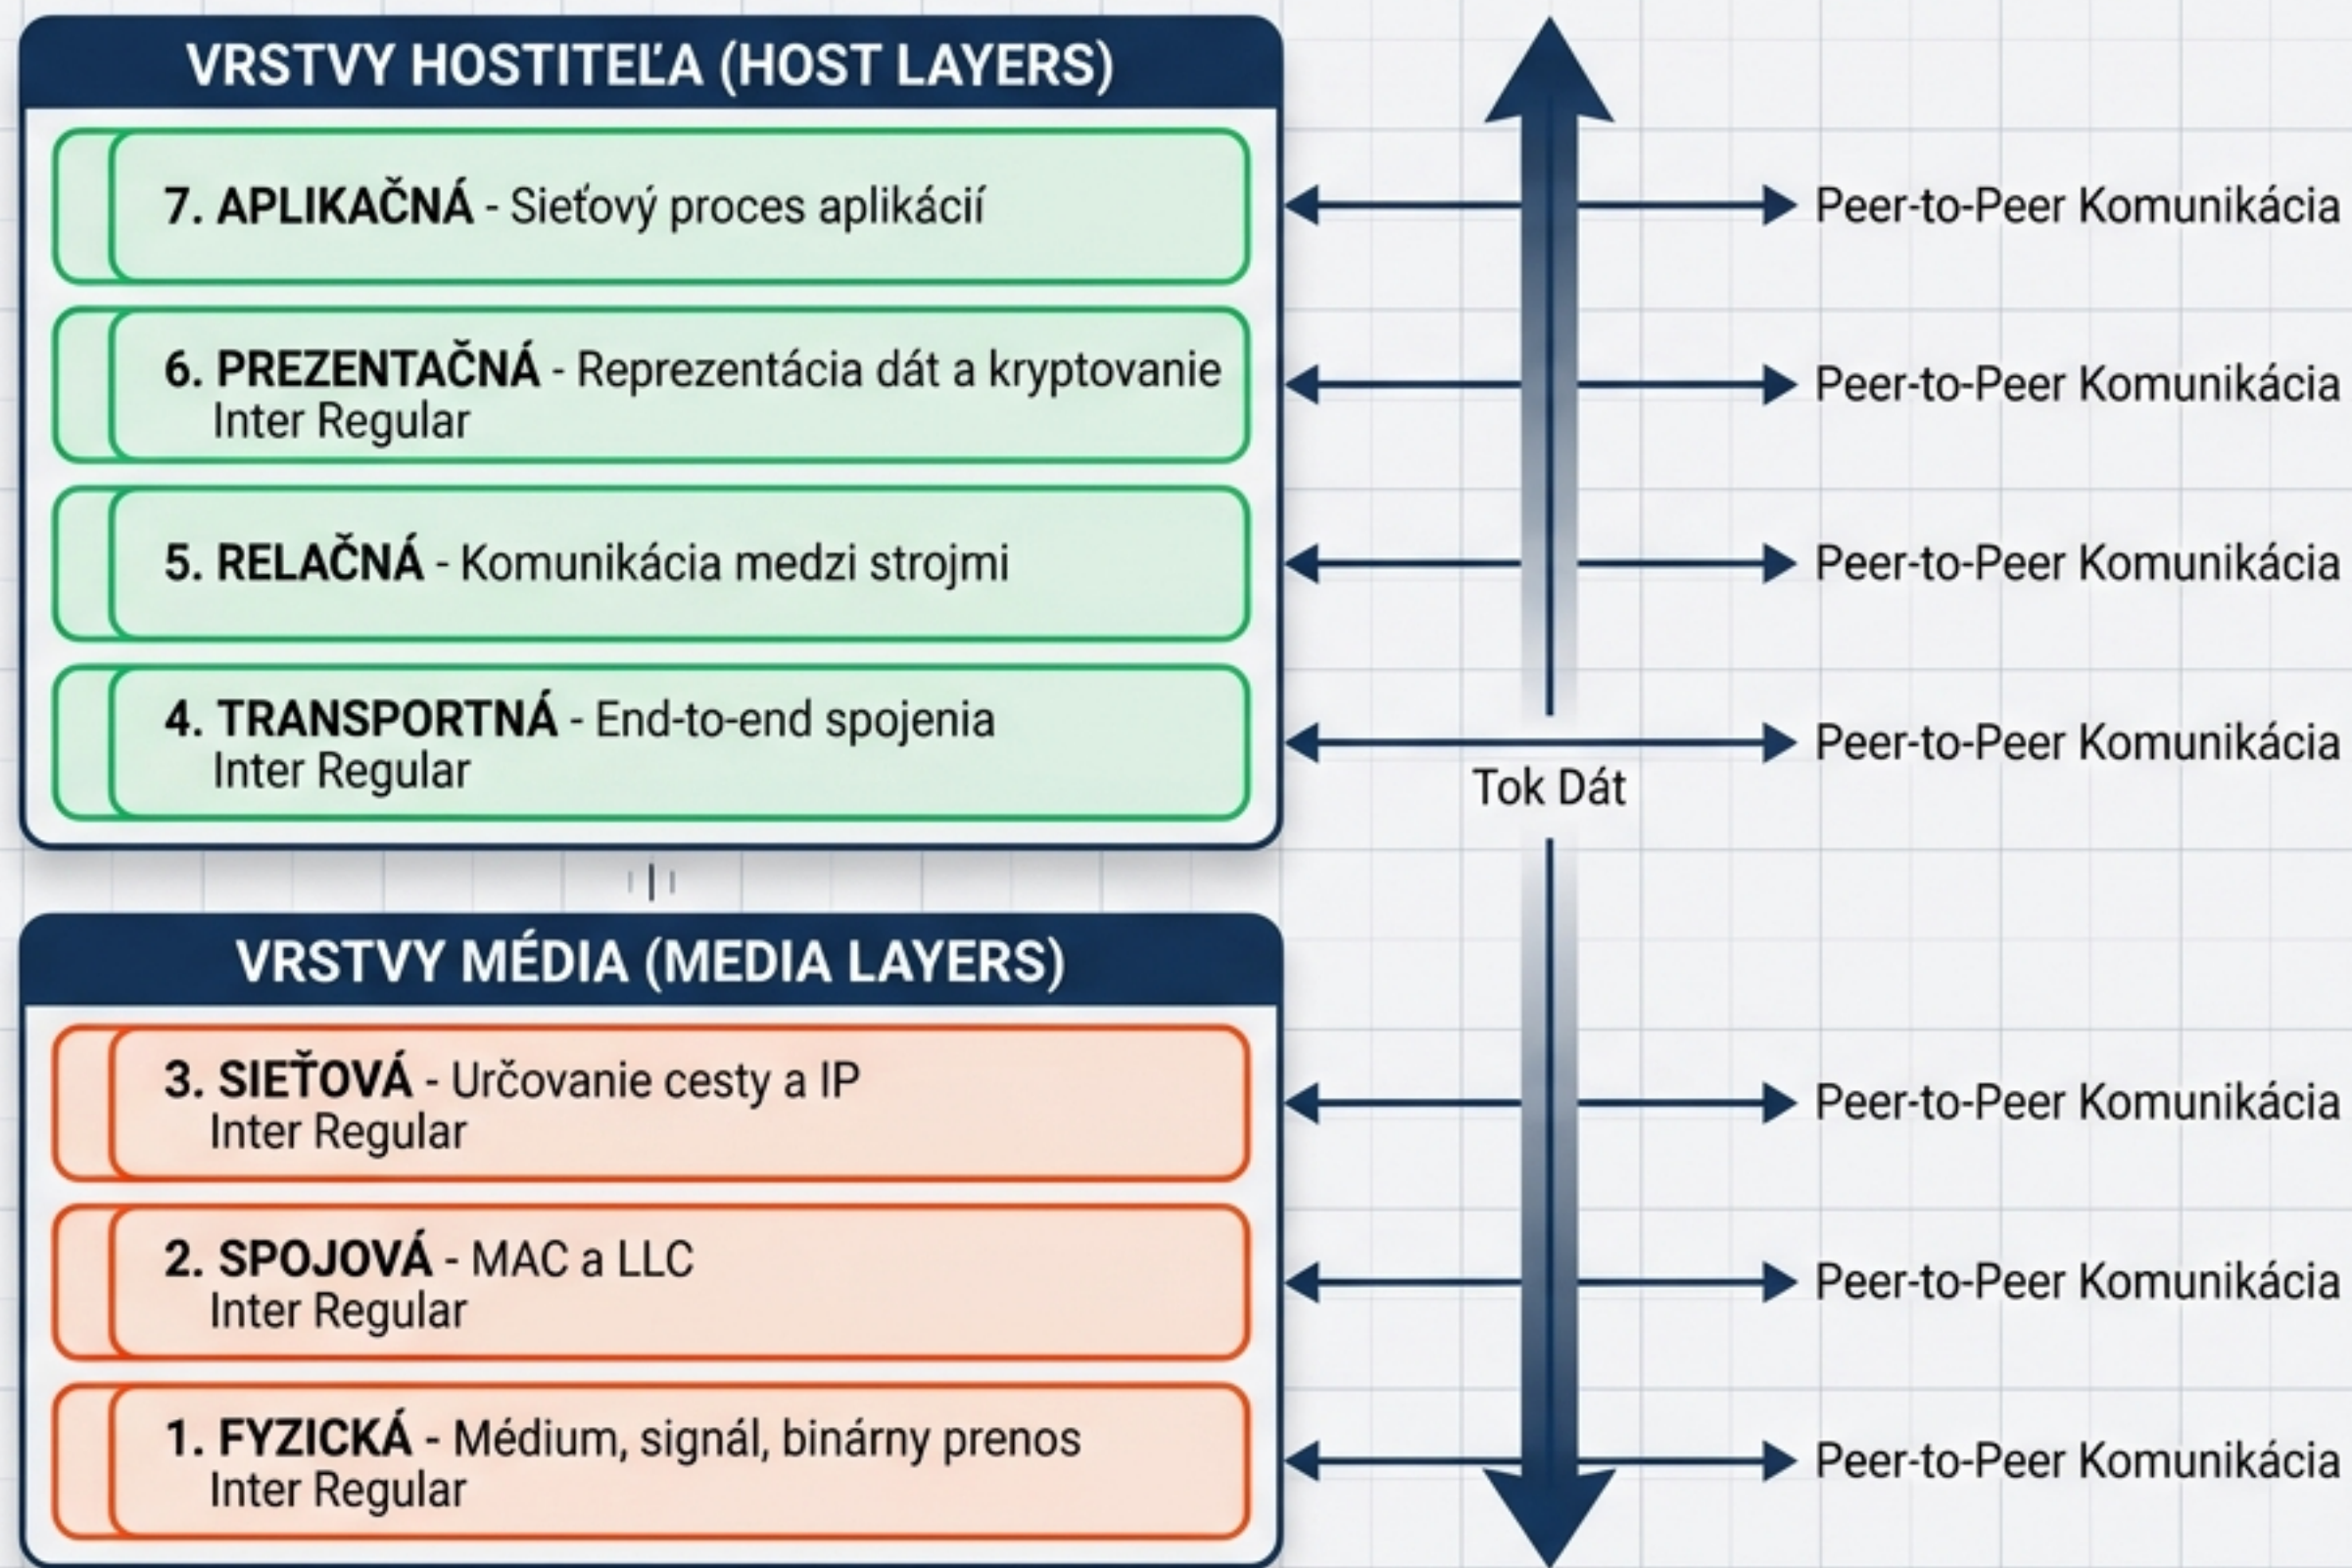 VRSTVY HOSTITEĽA (HOST LAYERS)
7. APLIKAČNÁ - Sieťový proces aplikácií
Peer-to-Peer Komunikácia
6. PREZENTAČNÁ - Reprezentácia dát a kryptovanie
Inter Regular
Peer-to-Peer Komunikácia
5. RELAČNÁ - Komunikácia medzi strojmi
Peer-to-Peer Komunikácia
4. TRANSPORTNÁ - End-to-end spojenia
Inter Regular
Peer-to-Peer Komunikácia
Tok Dát
VRSTVY MÉDIA (MEDIA LAYERS)
3. SIEŤOVÁ - Určovanie cesty a IP
Inter Regular
Peer-to-Peer Komunikácia
2. SPOJOVÁ - MAC a LLC
Inter Regular
Peer-to-Peer Komunikácia
1. FYZICKÁ - Médium, signál, binárny prenos
Inter Regular
Peer-to-Peer Komunikácia